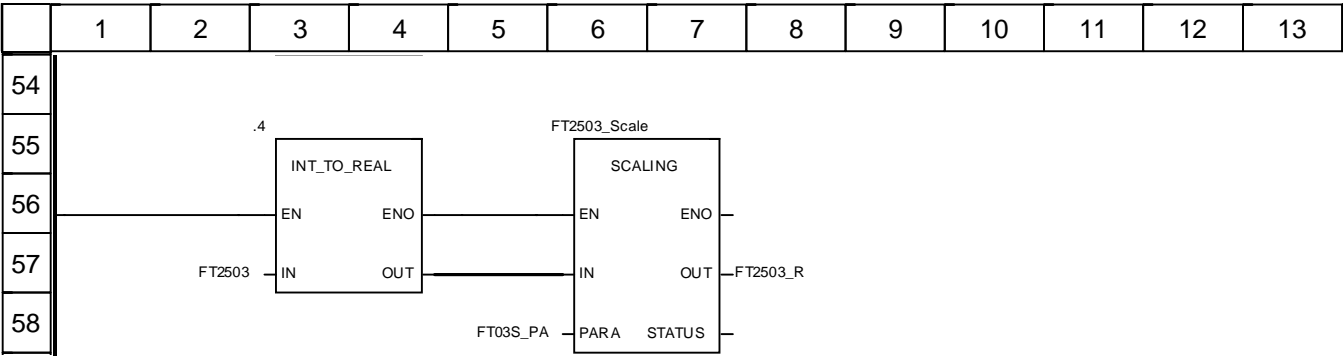 1 2 3 4 5 6 7 8 9 10 11 12 13
54
.4 FT2503_Scale
55
INT_TO_REAL SCALING
56
EN ENO EN ENO
57
FT2503 IN OUT IN OUT FT2503_R
58
FT03S_PA PARA STATUS